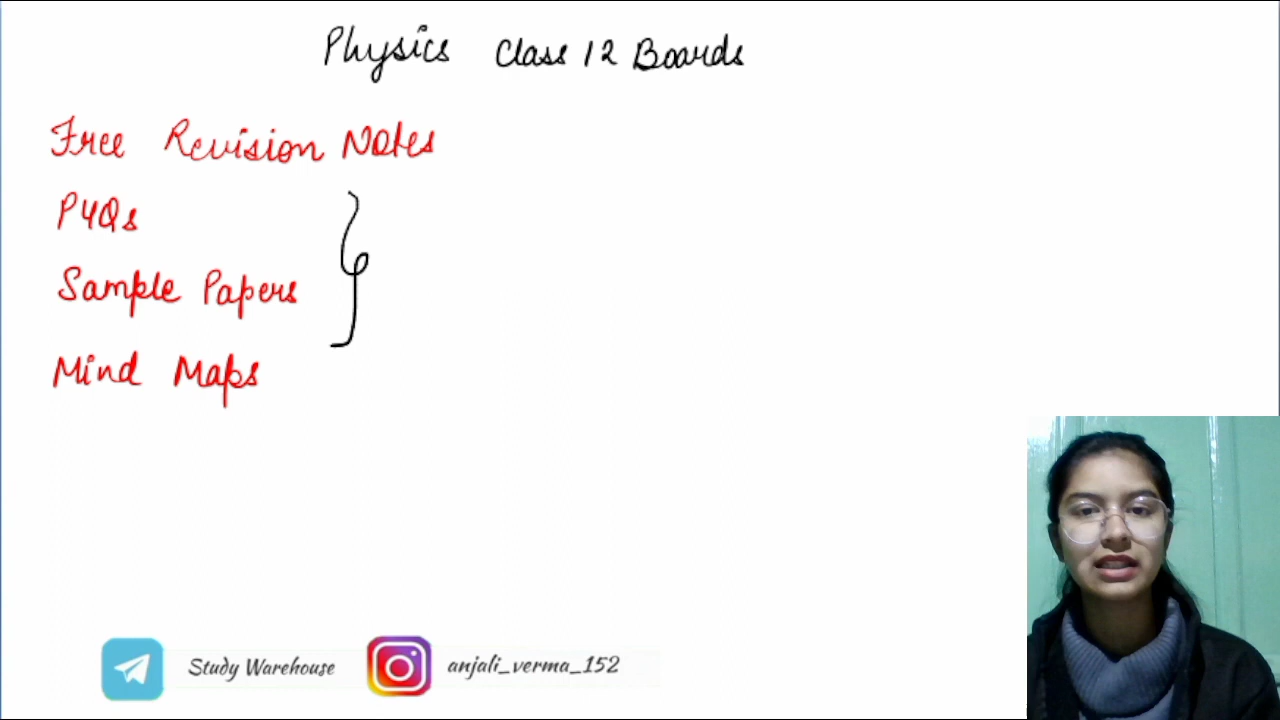 Physics Class 12 Boards
Free Revision Notes
PYQs
Sample Papers
Mind Maps
Study Warehouse anjali_verma_152